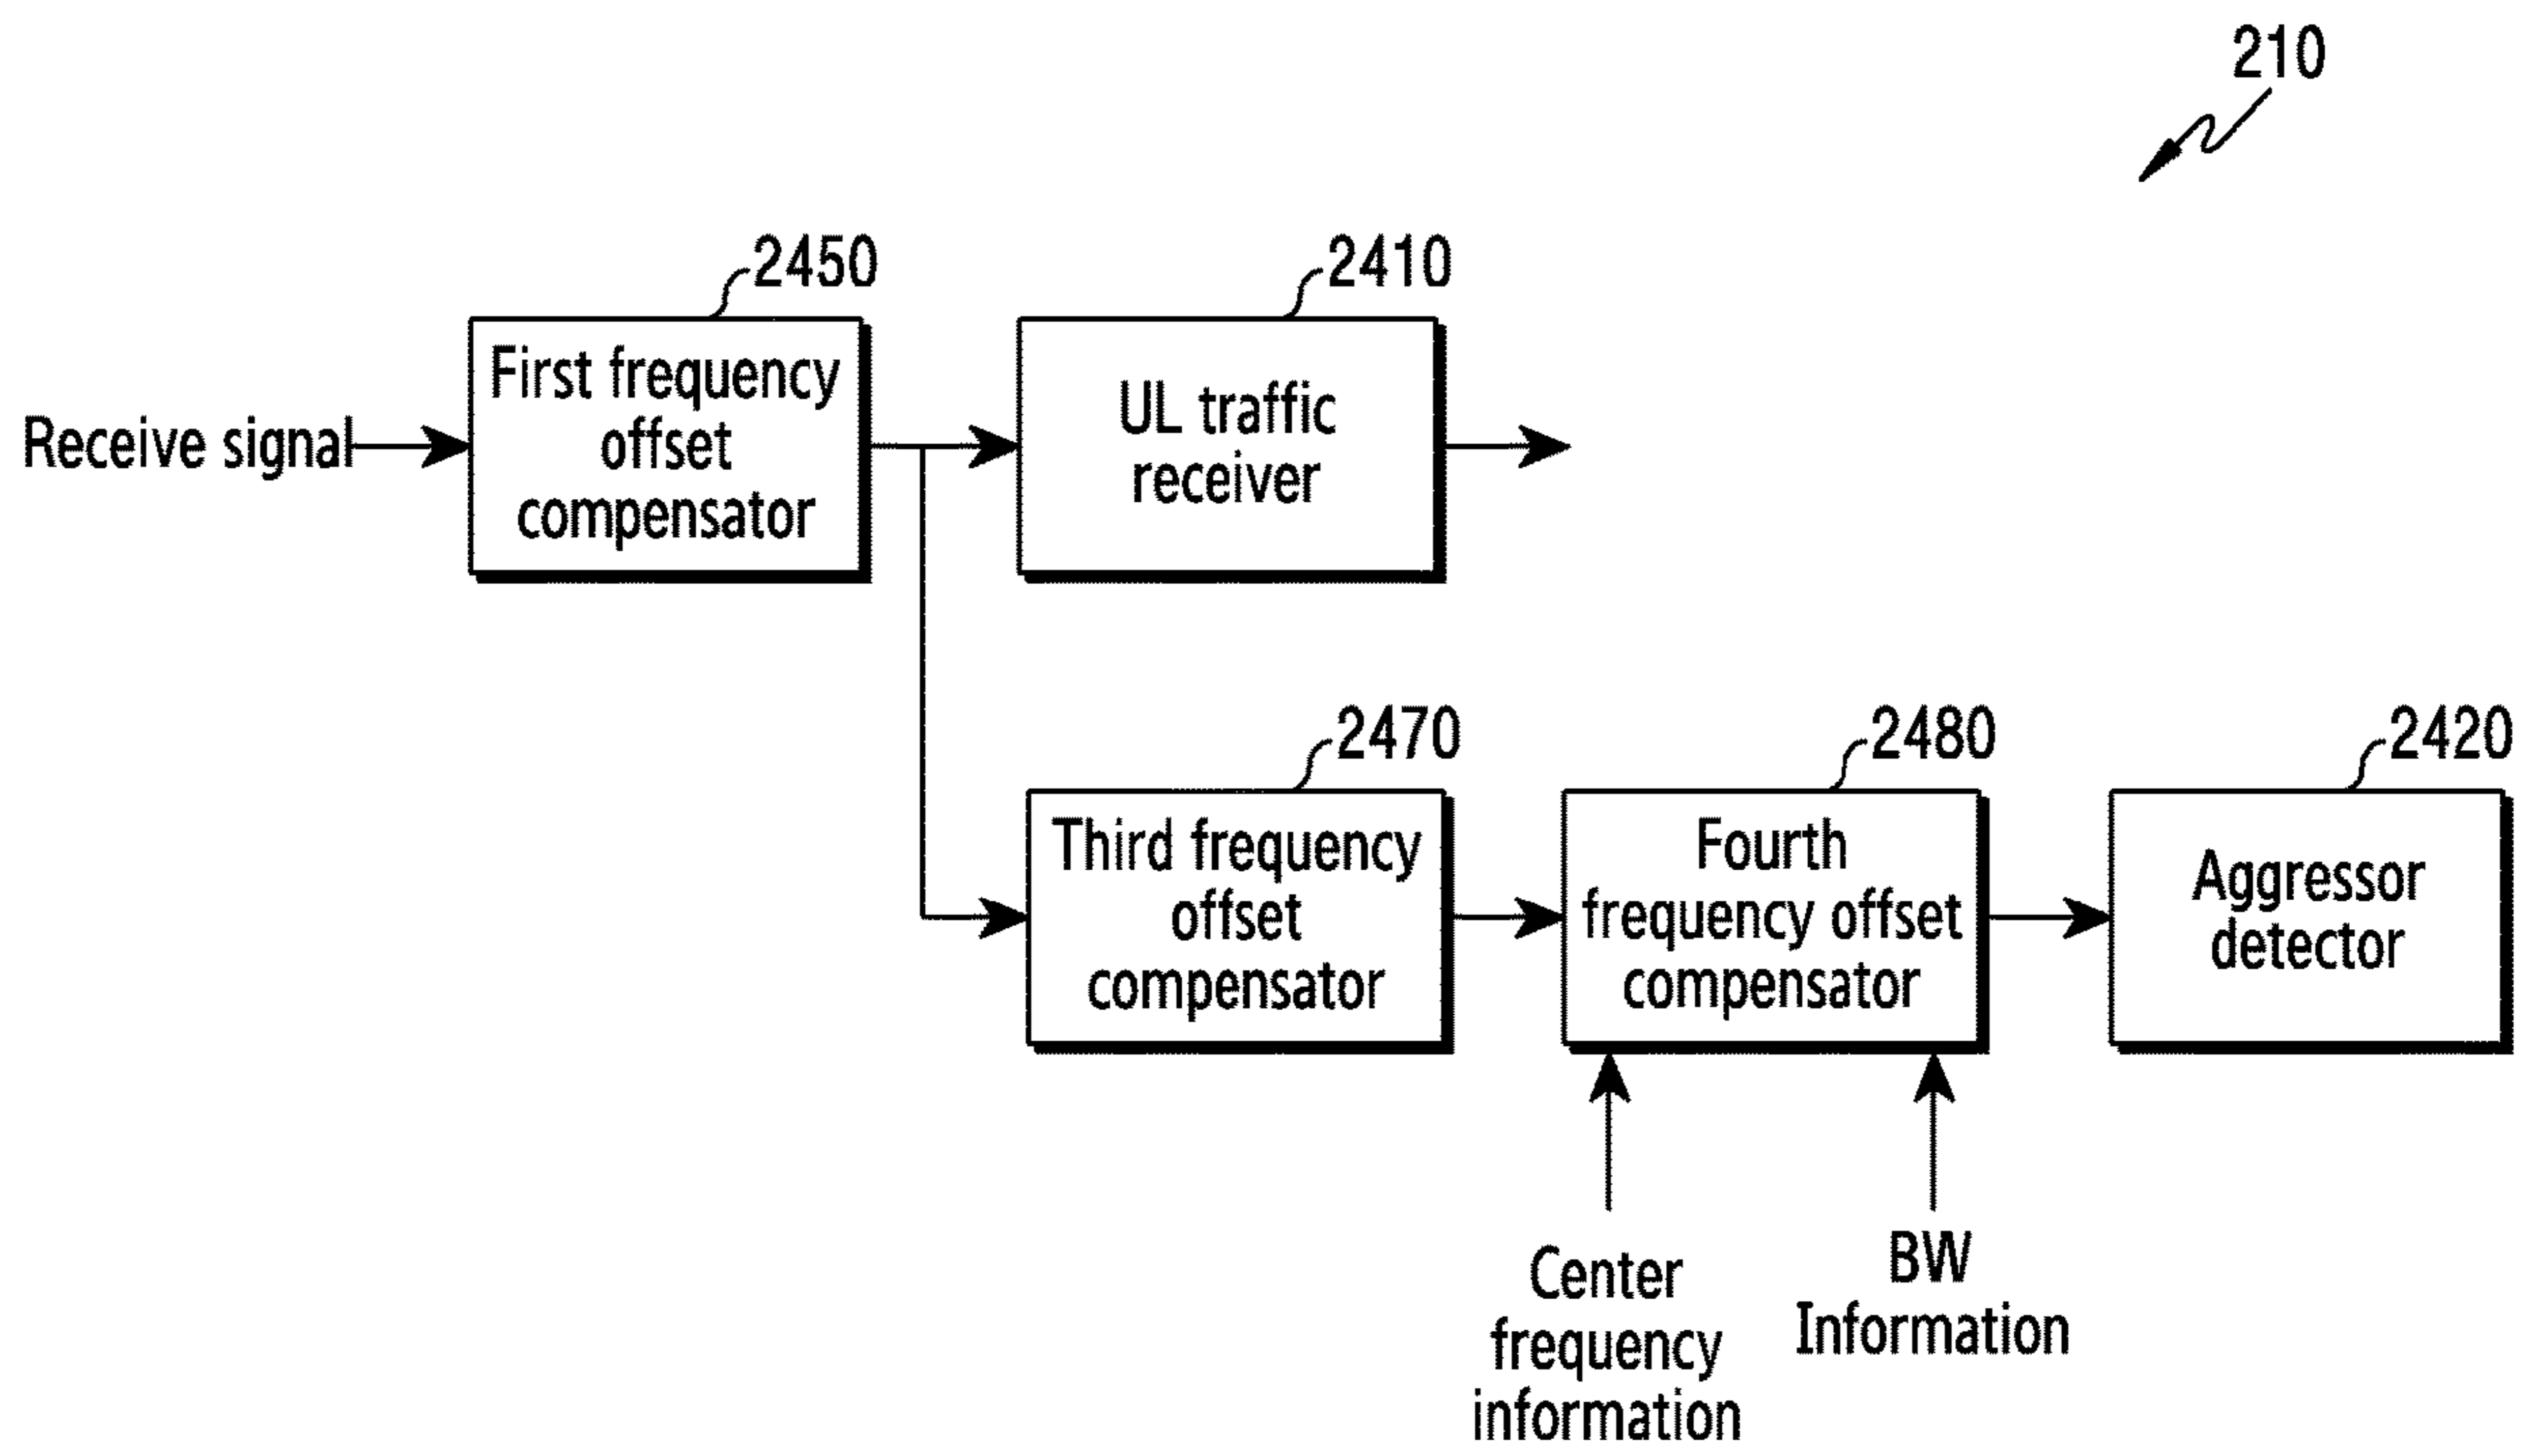 210
2450
2410
Receive signal
First frequency
offset
compensator
UL traffic
receiver
2470
2480
2420
Third frequency
offset
compensator
Fourth
frequency offset
compensator
Aggressor
detector
Center
frequency
information
BW
Information